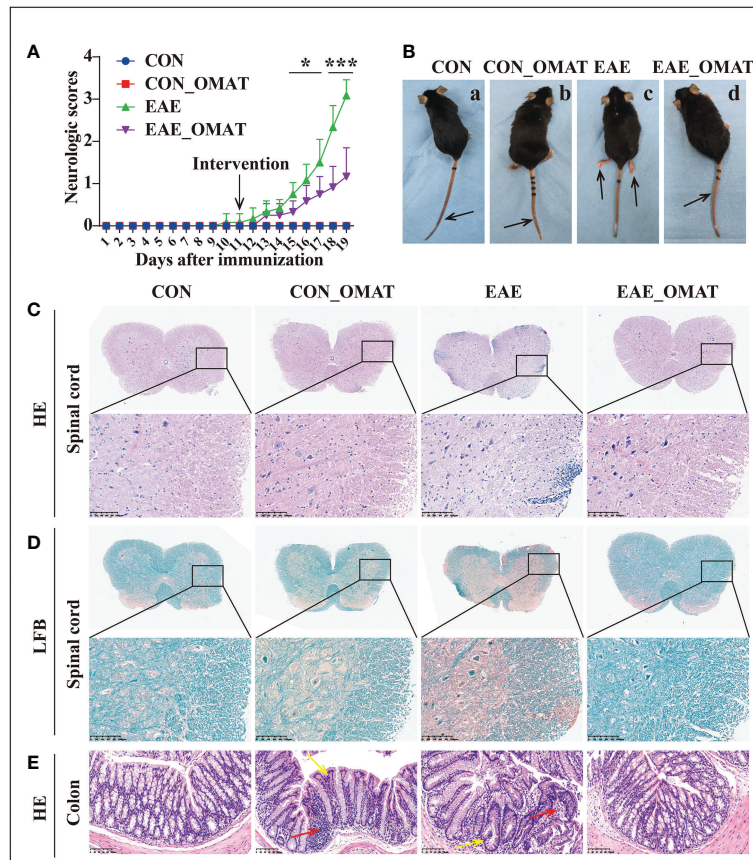 A
4
3
2
1
0
Neurologic scores
CON
CON_OMAT
EAE
EAE_OMAT
* ***
Intervention
1 2 3 4 5 6 7 8 9 10 11 12 13 14 15 16 17 18 19
Days after immunization
B
CON CON_OMAT EAE EAE_OMAT
a b c d
C
CON CON_OMAT EAE EAE_OMAT
HE
Spinal cord
D
LFB
Spinal cord
E
HE
Colon